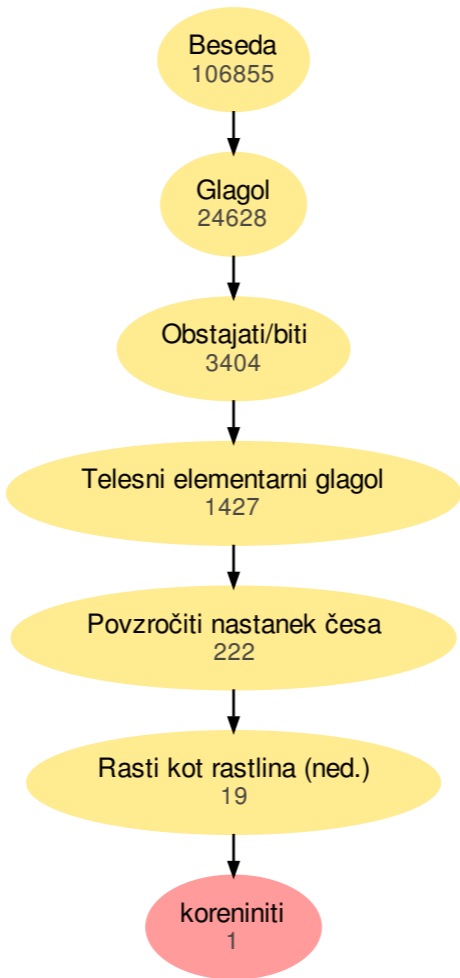 Beseda
106855
Glagol
24628
Obstajati/biti
3404
Telesni elementarni glagol
1427
Povzročiti nastanek česa
222
Rasti kot rastlina (ned.)
19
koreniniti
1